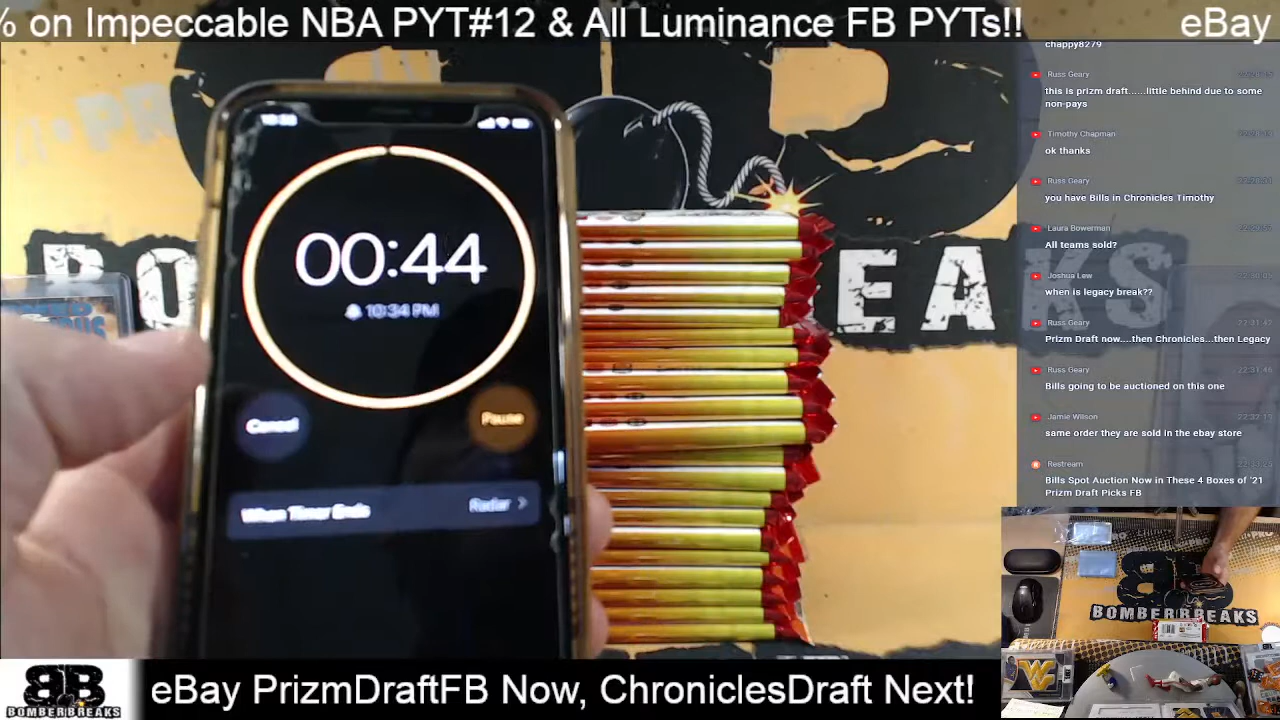 % on Impeccable NBA PYT#12 & All Luminance FB PYTs!!
eBay
chappy8279
Russ Geary
this is prizm draft......little behind due to some
non-pays
Timothy Chapman
ok thanks
Russ Geary
you have Bills in Chronicles Timothy
Laura Bowerman
All teams sold?
Joshua Lew
when is legacy break??
Russ Geary
Prizm Draft now....then Chronicles...then Legacy
Russ Geary
Bills going to be auctioned on this one
Jamie Wilson
same order they are sold in the ebay store
Restream
Bills Spot Auction Now in These 4 Boxes of '21
Prizm Draft Picks FB
00:44
10:34 PM
Cancel
Pause
When Timer Ends
Radar >
BO
EA
BOMBERBREAKS
BB
BOMBERBREAKS
eBay PrizmDraftFB Now, ChroniclesDraft Next!